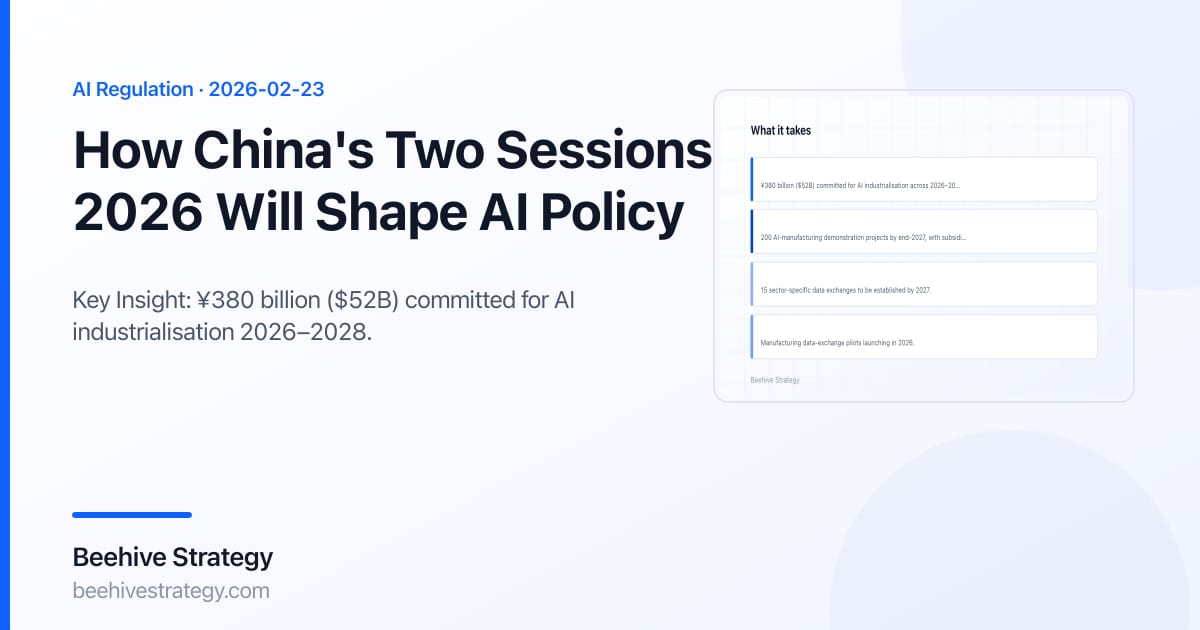 AI Regulation · 2026-02-23
How China's Two Sessions
2026 Will Shape AI Policy
Key Insight: ¥380 billion ($52B) committed for AI
industrialisation 2026–2028.
What it takes
¥380 billion ($52B) committed for AI industrialisation across 2026–20...
200 AI-manufacturing demonstration projects by end-2027, with subsidi...
15 sector-specific data exchanges to be established by 2027.
Manufacturing data-exchange pilots launching in 2026.
Beehive Strategy
Beehive Strategy
beehivestrategy.com